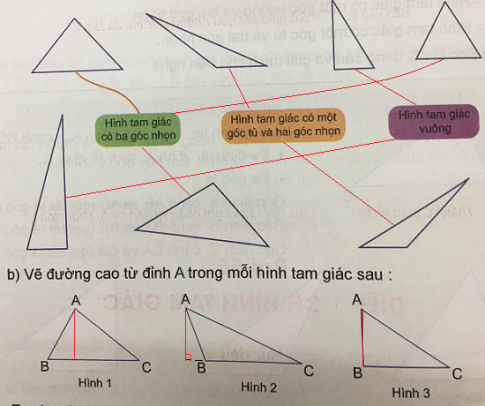 Hình tam giác
có ba góc nhọn
Hình tam giác có một
góc tù và hai góc nhọn
Hình tam giác
vuông
b) Vẽ đường cao từ đỉnh A trong mỗi hình tam giác sau :
A
B
C
Hình 1
A
B
C
Hình 2
A
B
C
Hình 3